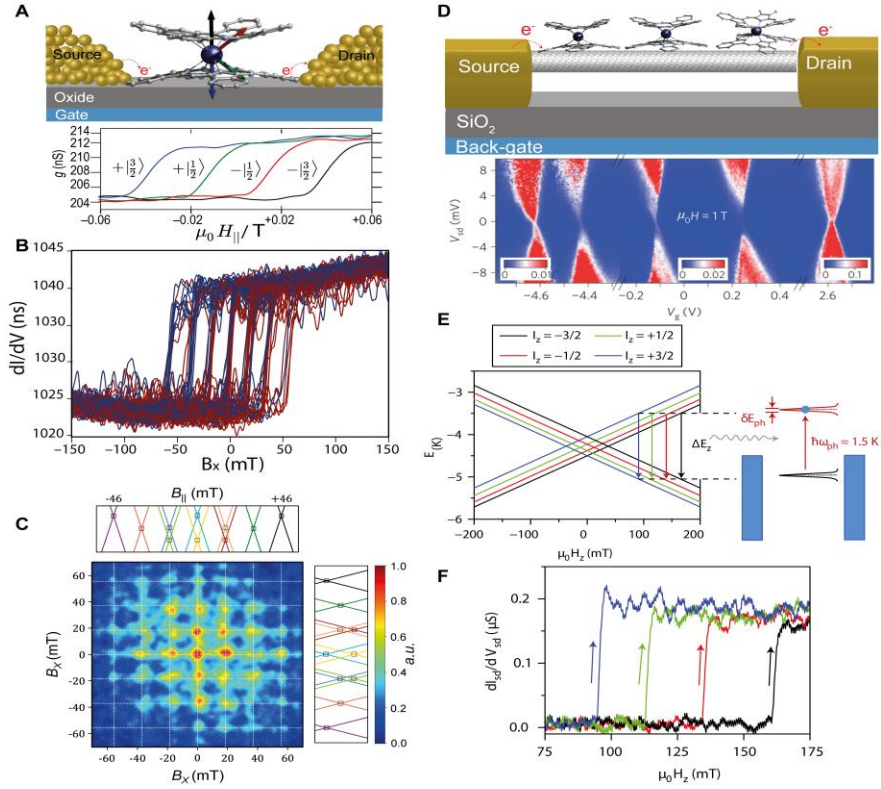 A
Source
e-
e-
Drain
Oxide
Gate
g (nS)
214
212
210
208
206
204
+|3/2⟩
+|1/2⟩
-|1/2⟩
-|3/2⟩
-0.06
-0.02
+0.02
+0.06
μ₀ H||/ T
B
dI/dV (ns)
1045
1040
1030
1025
1020
-150
-100
-50
0
50
100
150
Bx (mT)
C
B|| (mT)
-46
+46
Bx (mT)
60
40
20
0
-20
-40
-60
-60
-40
-20
0
20
40
60
Bx (mT)
1.0
0.8
0.6
0.4
0.2
0.0
a.u.
D
e-
e-
Source
Drain
SiO2
Back-gate
Vsd (mV)
8
4
0
-4
-8
μ₀H = 1 T
0
0.01
0
0.02
0
0.1
-4.6
-4.4
-0.2
0
0.2
0.4
2.6
Vg (V)
E
Iz = −3/2
Iz = +1/2
Iz = −1/2
Iz = +3/2
E(K)
−3
−4
−5
−6
−200
−100
0
100
200
μ₀Hz (mT)
ΔEz
δEph
ħωph ≈ 1.5 K
F
dIsd/dVsd (μS)
0.2
0.1
0.0
75
100
125
150
175
μ₀Hz (mT)